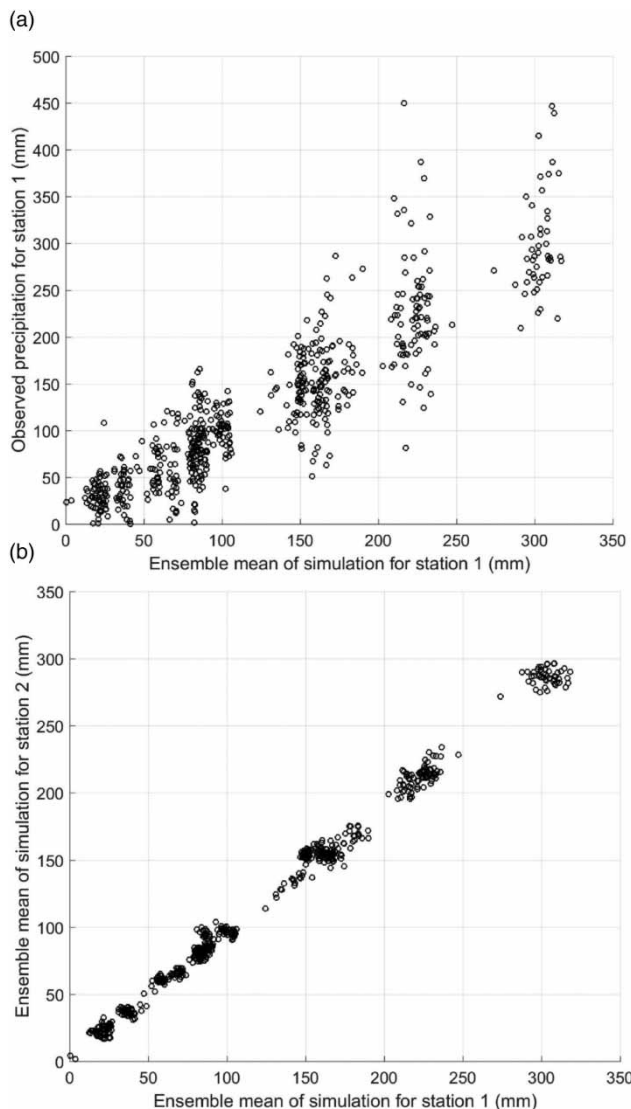 (a)
500
450
400
350
300
250
200
150
100
50
0
Observed precipitation for station 1 (mm)
0 50 100 150 200 250 300 350
Ensemble mean of simulation for station 1 (mm)
(b)
350
300
250
200
150
100
50
0
Ensemble mean of simulation for station 2 (mm)
0 50 100 150 200 250 300 350
Ensemble mean of simulation for station 1 (mm)